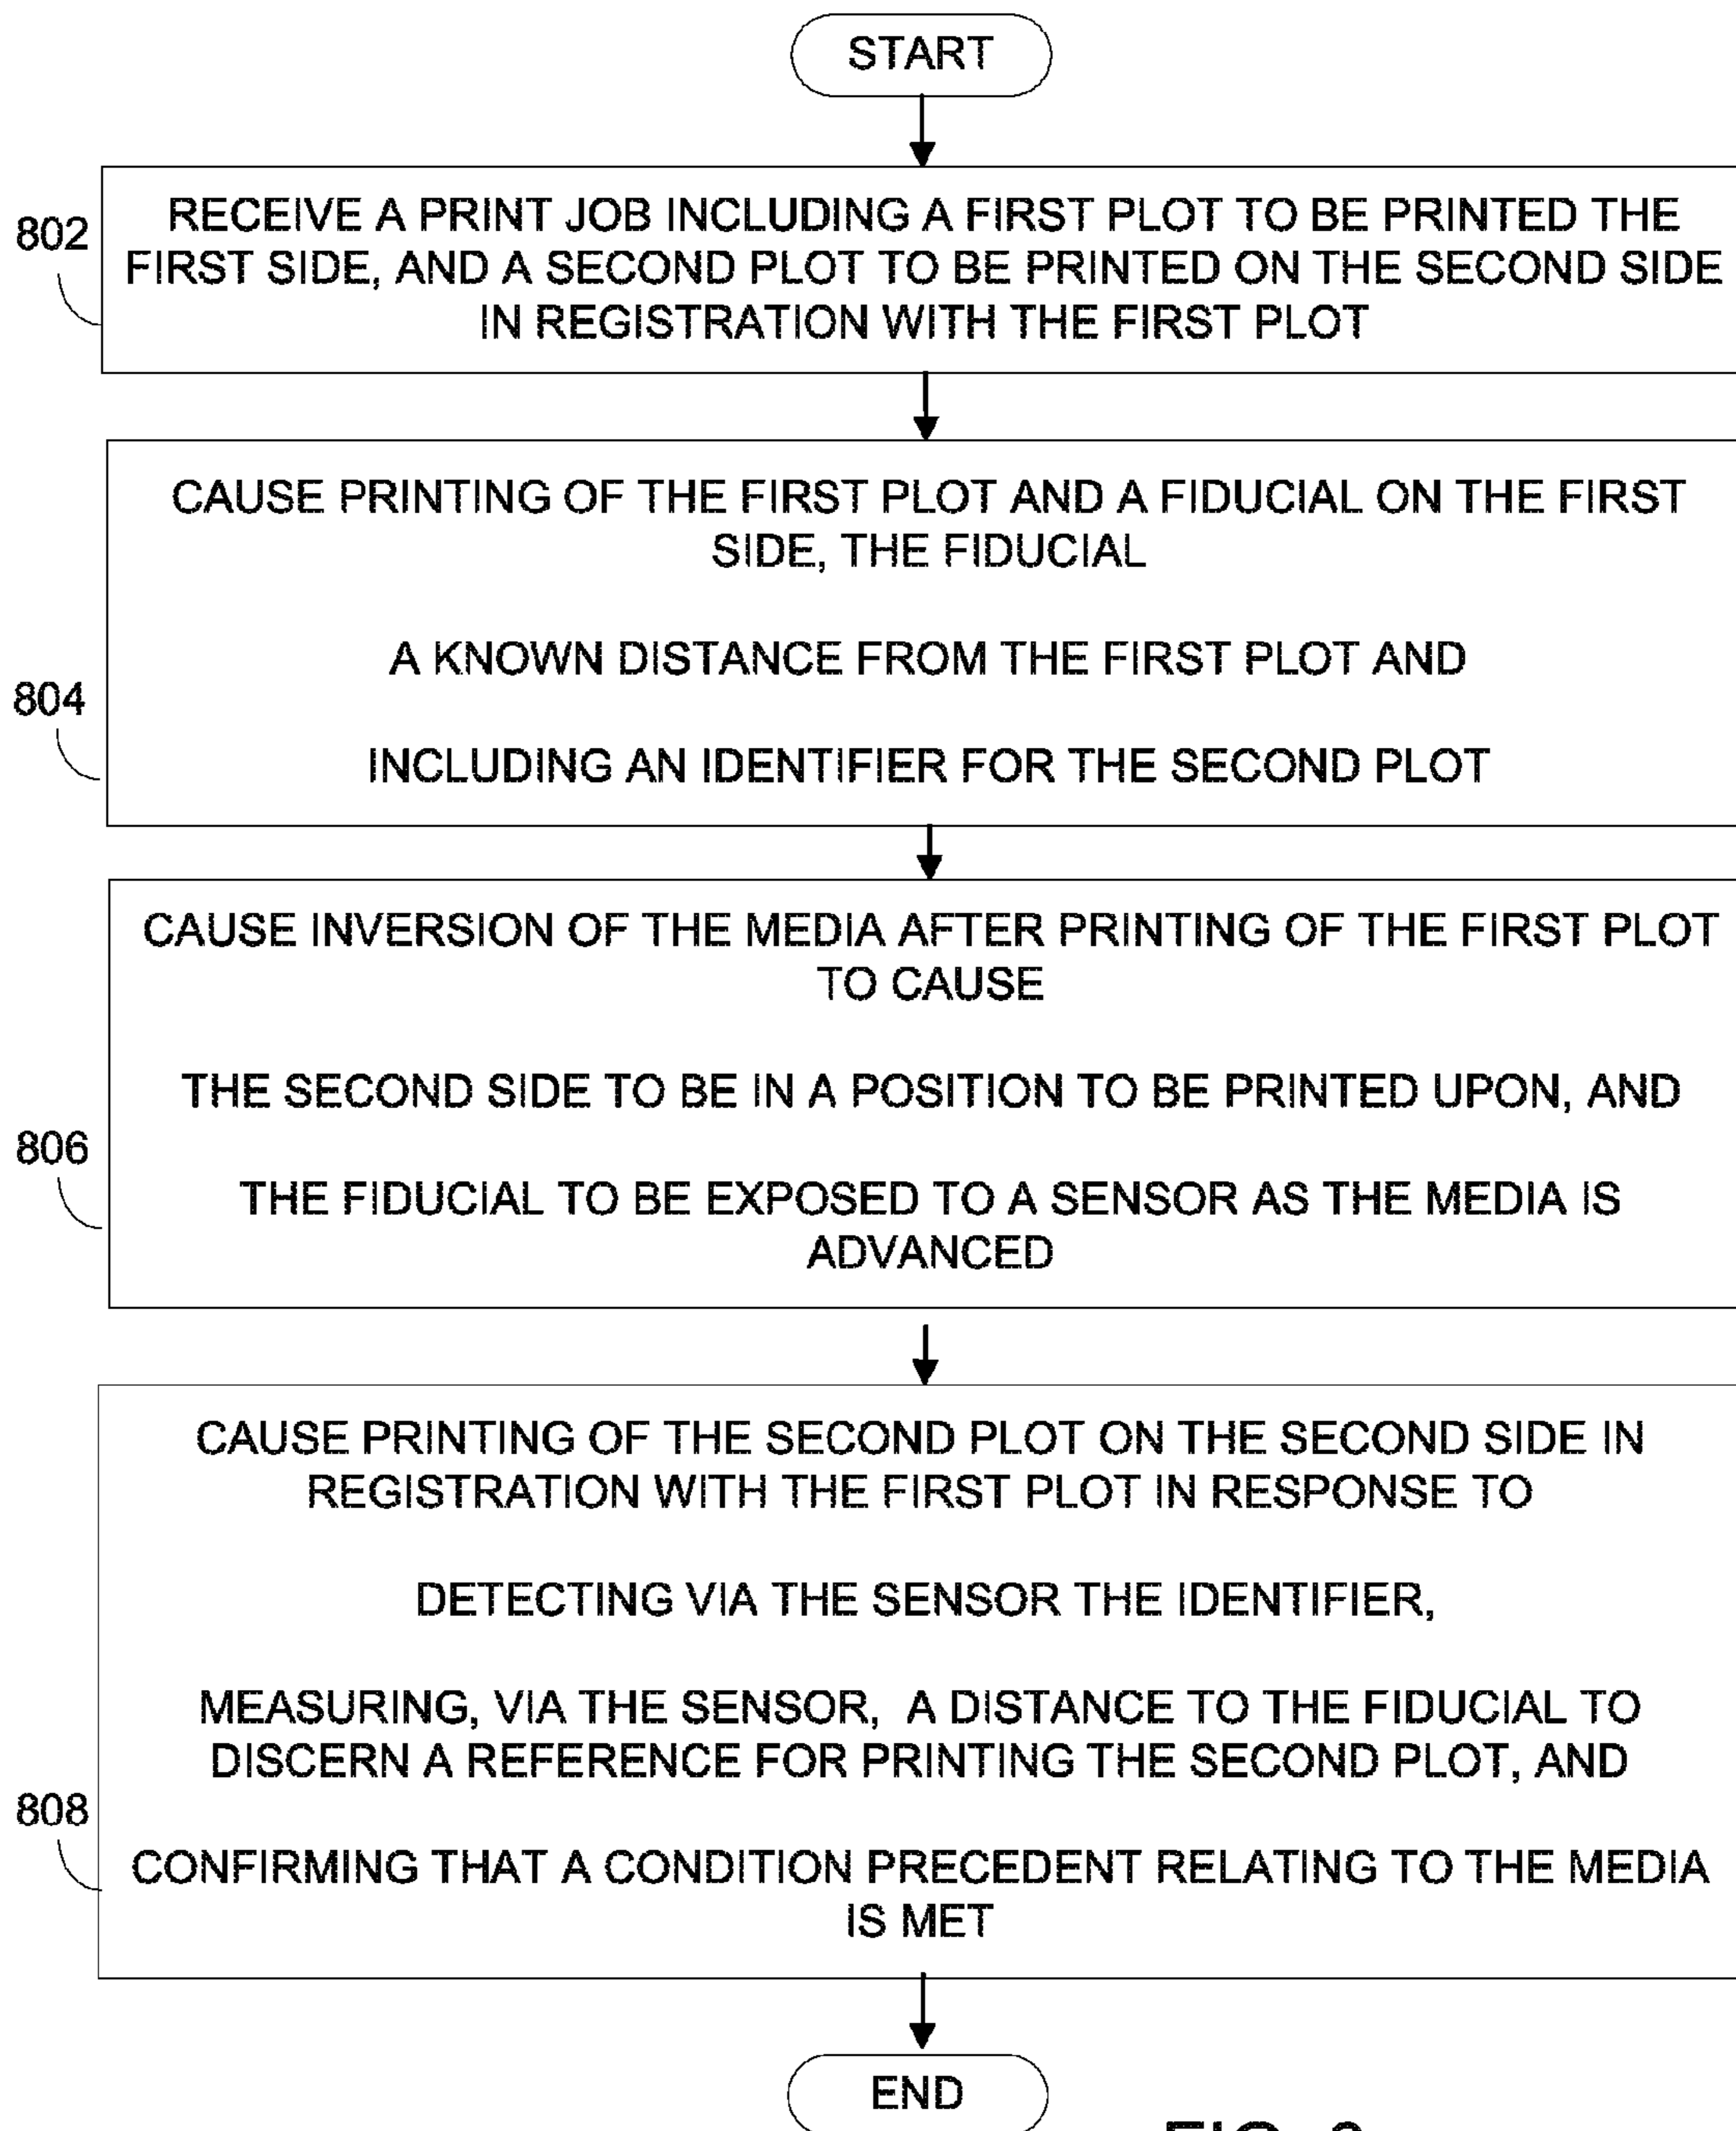 START
802
RECEIVE A PRINT JOB INCLUDING A FIRST PLOT TO BE PRINTED THE
FIRST SIDE, AND A SECOND PLOT TO BE PRINTED ON THE SECOND SIDE
IN REGISTRATION WITH THE FIRST PLOT
804
CAUSE PRINTING OF THE FIRST PLOT AND A FIDUCIAL ON THE FIRST
SIDE, THE FIDUCIAL
A KNOWN DISTANCE FROM THE FIRST PLOT AND
INCLUDING AN IDENTIFIER FOR THE SECOND PLOT
806
CAUSE INVERSION OF THE MEDIA AFTER PRINTING OF THE FIRST PLOT
TO CAUSE
THE SECOND SIDE TO BE IN A POSITION TO BE PRINTED UPON, AND
THE FIDUCIAL TO BE EXPOSED TO A SENSOR AS THE MEDIA IS
ADVANCED
808
CAUSE PRINTING OF THE SECOND PLOT ON THE SECOND SIDE IN
REGISTRATION WITH THE FIRST PLOT IN RESPONSE TO
DETECTING VIA THE SENSOR THE IDENTIFIER,
MEASURING, VIA THE SENSOR, A DISTANCE TO THE FIDUCIAL TO
DISCERN A REFERENCE FOR PRINTING THE SECOND PLOT, AND
CONFIRMING THAT A CONDITION PRECEDENT RELATING TO THE MEDIA
IS MET
END
FIG.